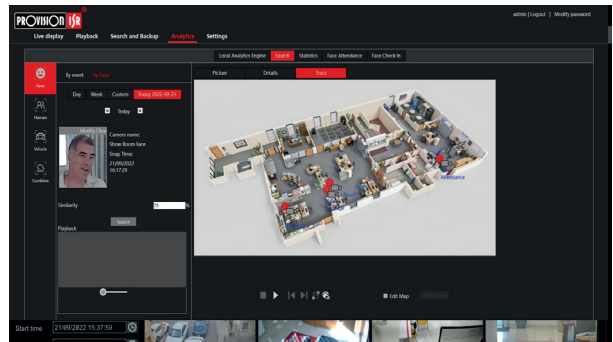 PROVISION ISR
admin | Logout | Modify password
Live display Playback Search and Backup Analytics Settings
Local Analytics Engine Search Statistics Face Attendance Face Check In
Face
Human
Vehicle
Combine
By event By Face
Day Week Custom Today 2022-09-21
Today
Modify Clear
Camera name:
Show Room Face
Snap Time:
21/09/2022
16:17:29
Similarity 75 %
Search
Playback
Picture Details Track
Attendance
Edit Map
Start time 21/09/2022 15:37:59